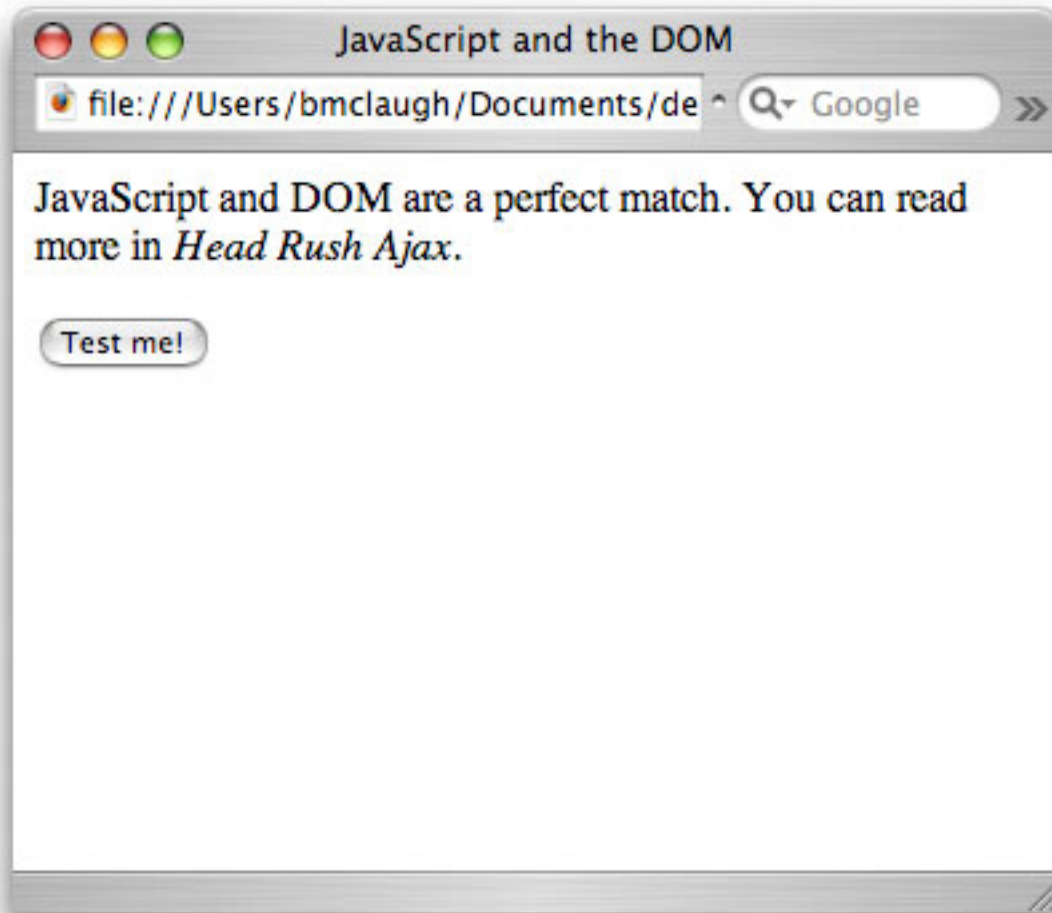 JavaScript and the DOM
file:///Users/bmclaugh/Documents/de
Google
JavaScript and DOM are a perfect match. You can read
more in Head Rush Ajax.
Test me!